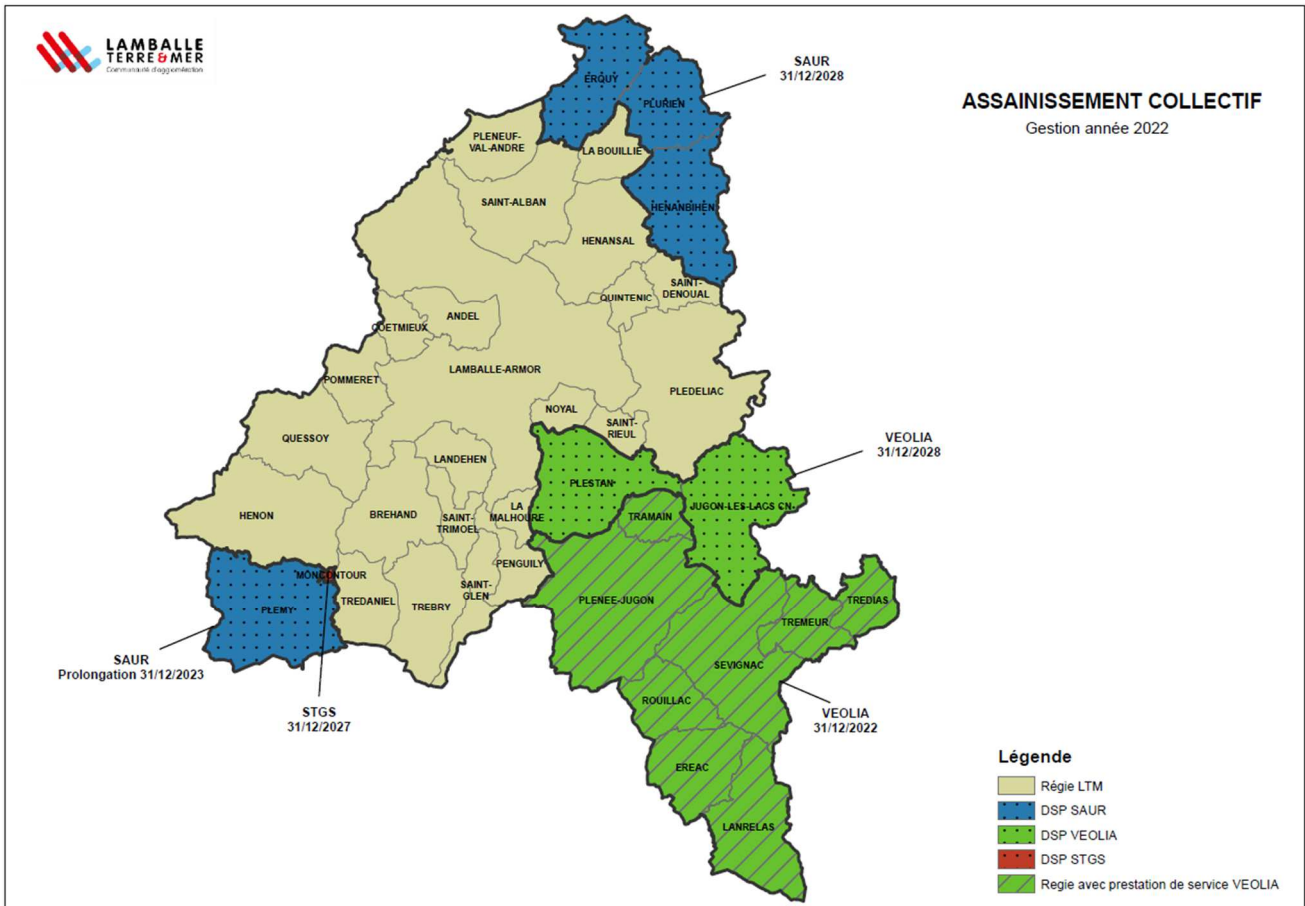 LAMBALLE
TERRE&MER
Communauté d'agglomération
ASSAINISSEMENT COLLECTIF
Gestion année 2022
SAUR
31/12/2028
ERQUY
PLURIEN
PLENEUF-
VAL-ANDRE
LA BOUILLIE
SAINT-ALBAN
HENANBIHEN
HENANSAL
SAINT-
DENOUAL
QUINTENIC
ANDEL
COETMIEUX
LAMBALLE-ARMOR
POMMERET
PLEDELIAC
NOYAL
SAINT-
RIEUL
QUESSOY
LANDEHEN
VEOLIA
31/12/2028
PLESTAN
JUGON-LES-LACS CN
HENON
BREHAND
SAINT-
TRIMOEL
LA
MALHOURE
TRAMAIN
PENGUILY
MONCONTOUR
TREDANIEL
TREBRY
SAINT-
GLEN
PLEMY
PLENEE-JUGON
TREDIAS
TREMEUR
SEVIGNAC
ROUILLAC
SAUR
Prolongation 31/12/2023
STGS
31/12/2027
VEOLIA
31/12/2022
EREAC
LANRELAS
Légende
Régie LTM
DSP SAUR
DSP VEOLIA
DSP STGS
Regie avec prestation de service VEOLIA